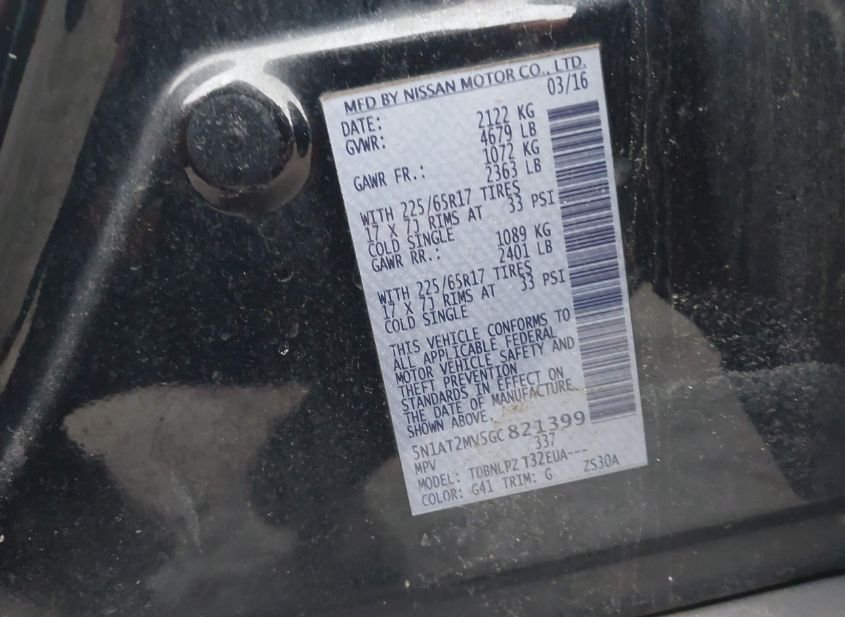 MFD BY NISSAN MOTOR CO., LTD.
DATE: 03/16
GVWR: 2122 KG
4679 LB
GAWR FR.: 1072 KG
2363 LB
WITH 225/65R17 TIRES
17 X 7J RIMS AT 33 PSI
COLD SINGLE
GAWR RR.: 1089 KG
2401 LB
WITH 225/65R17 TIRES
17 X 7J RIMS AT 33 PSI
COLD SINGLE
THIS VEHICLE CONFORMS TO
ALL APPLICABLE FEDERAL
MOTOR VEHICLE SAFETY AND
THEFT PREVENTION
STANDARDS IN EFFECT ON
THE DATE OF MANUFACTURE
SHOWN ABOVE.
5N1AT2MV5GC821399
MPV 337
MODEL: TDBNLPZ T32EUA---
COLOR: G41 TRIM: G ZS30A